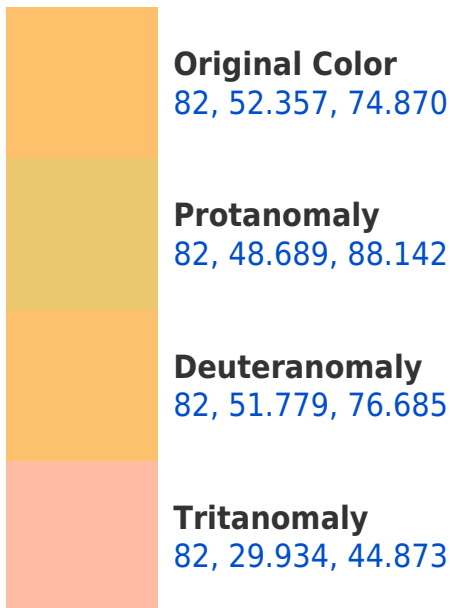 Original Color
82, 52.357, 74.870
Protanomaly
82, 48.689, 88.142
Deuteranomaly
82, 51.779, 76.685
Tritanomaly
82, 29.934, 44.873